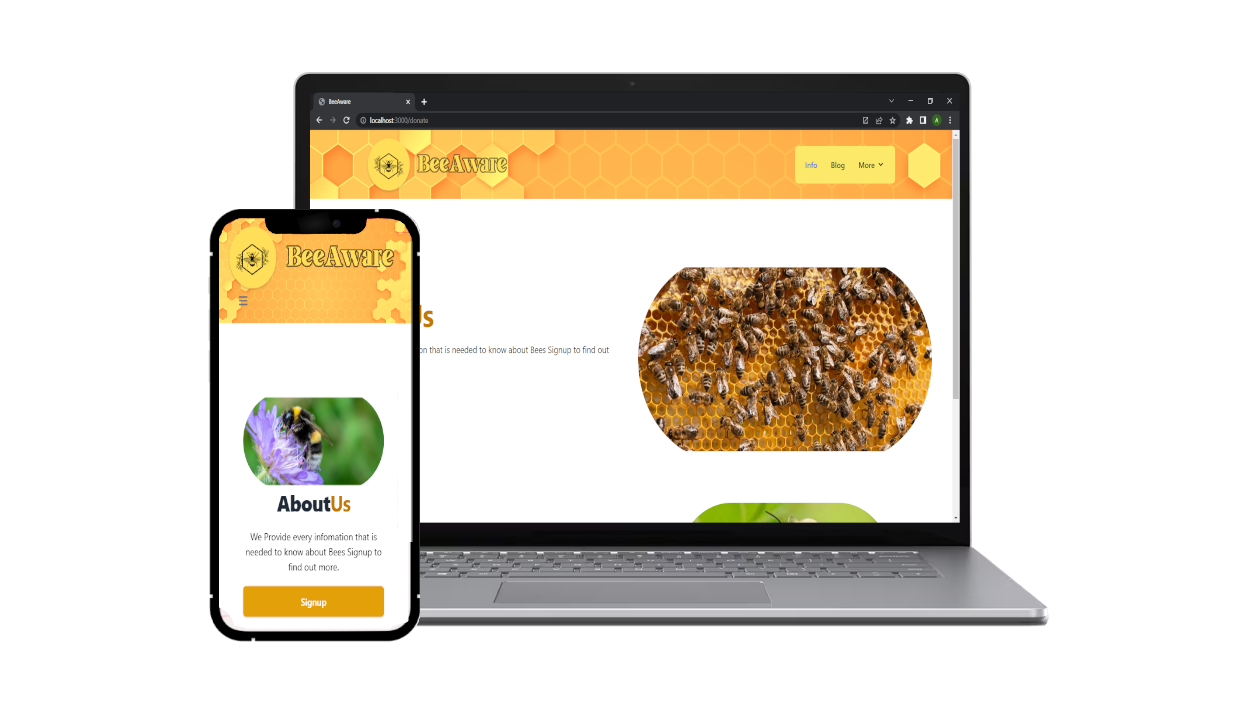 BeeAware
localhost:3000/donate
BeeAware
Info
Blog
More
Us
on that is needed to know about Bees Signup to find out
BeeAware
AboutUs
We Provide every infomation that is
needed to know about Bees Signup to
find out more.
Signup